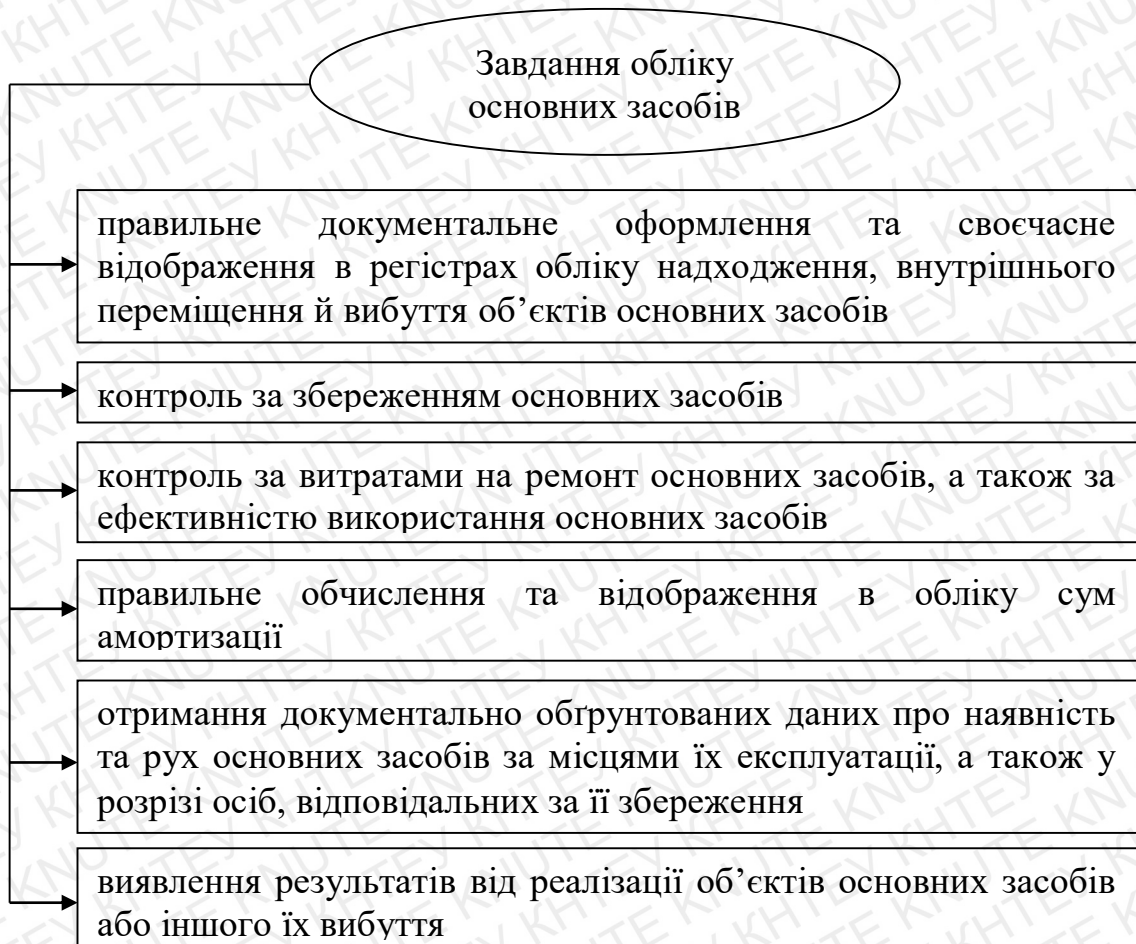 Завдання обліку
основних засобів
правильне документальне оформлення та своєчасне
відображення в регістрах обліку надходження, внутрішнього
переміщення й вибуття об’єктів основних засобів
контроль за збереженням основних засобів
контроль за витратами на ремонт основних засобів, а також за
ефективністю використання основних засобів
правильне обчислення та відображення в обліку сум
амортизації
отримання документально обґрунтованих даних про наявність
та рух основних засобів за місцями їх експлуатації, а також у
розрізі осіб, відповідальних за її збереження
виявлення результатів від реалізації об’єктів основних засобів
або іншого їх вибуття